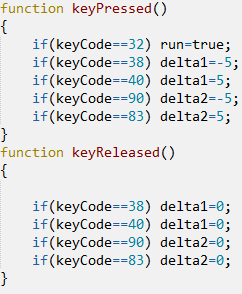 function keyPressed()
{
if(keyCode==32) run=true;
if(keyCode==38) delta1=-5;
if(keyCode==40) delta1=5;
if(keyCode==90) delta2=-5;
if(keyCode==83) delta2=5;
}
function keyReleased()
{
if(keyCode==38) delta1=0;
if(keyCode==40) delta1=0;
if(keyCode==90) delta2=0;
if(keyCode==83) delta2=0;
}